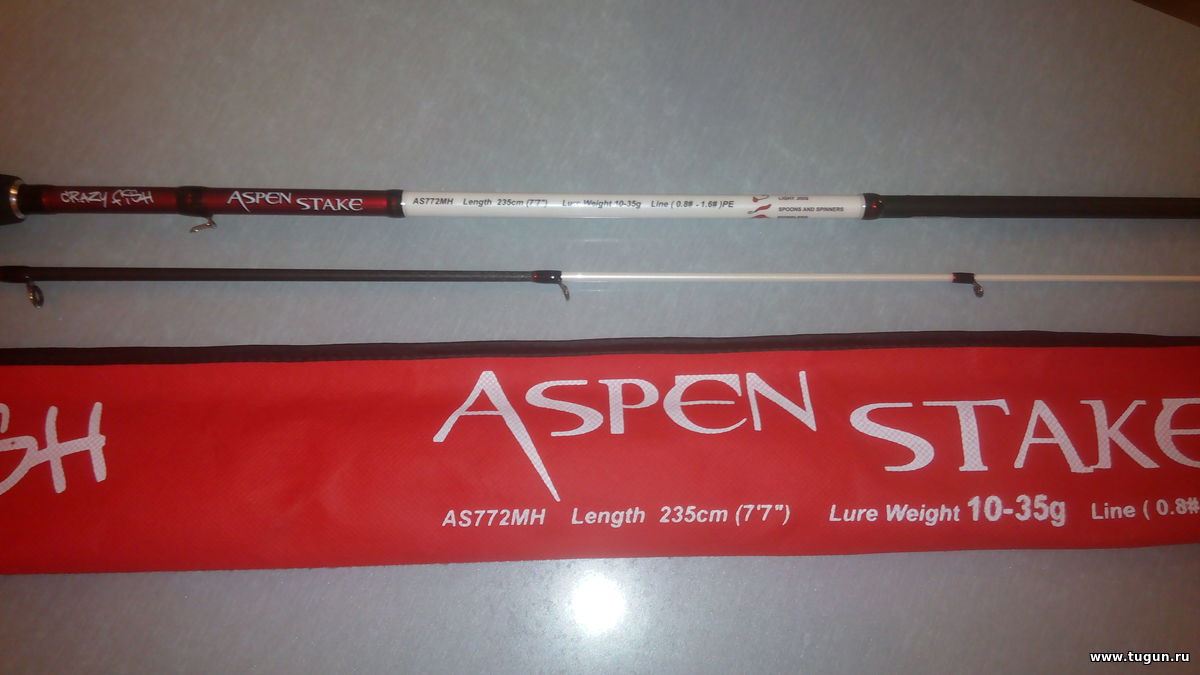 CRAZY FISH
ASPEN STAKE
AS772MH Length 235cm (7'7") Lure Weight 10-35g Line ( 0.8# - 1.6# )PE
LIGHT JIGS
SPOONS AND SPINNERS
SH
ASPEN STAKE
AS772MH Length 235cm (7'7") Lure Weight 10-35g Line ( 0.8#
www.tugun.ru